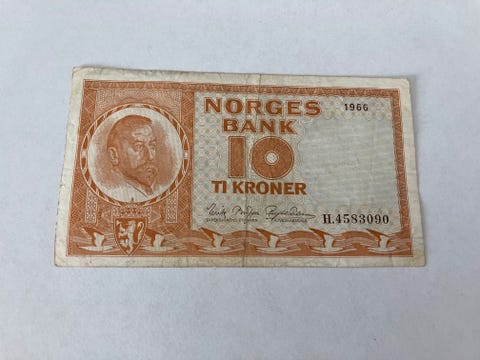 NORGES
1966
BANK
10
TI KRONER
H.4583090